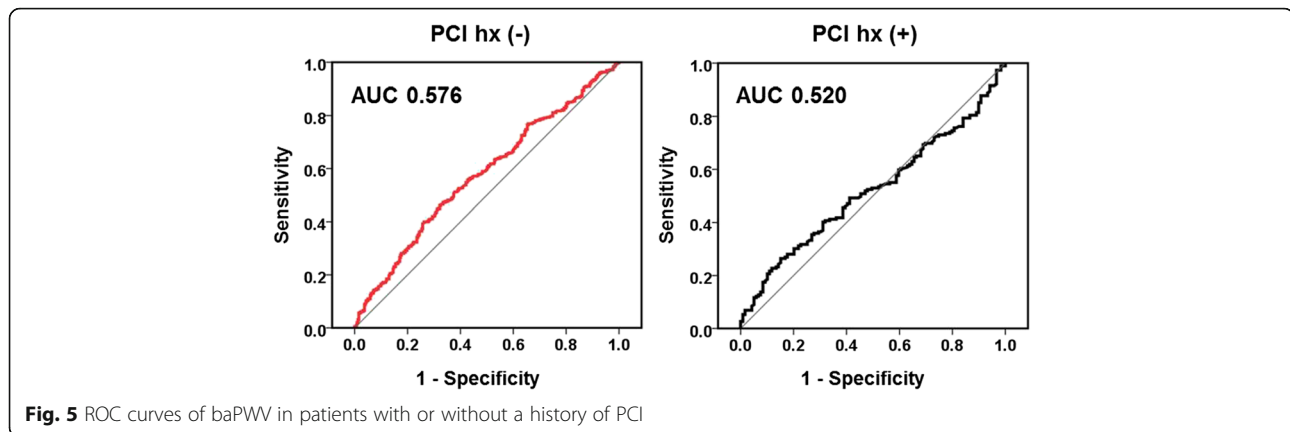 PCI hx (-)
PCI hx (+)
AUC 0.576
AUC 0.520
Sensitivity
1.0
0.8
0.6
0.4
0.2
0.0
0.0 0.2 0.4 0.6 0.8 1.0
1 - Specificity
Sensitivity
1.0
0.8
0.6
0.4
0.2
0.0
0.0 0.2 0.4 0.6 0.8 1.0
1 - Specificity
Fig. 5 ROC curves of baPWV in patients with or without a history of PCI